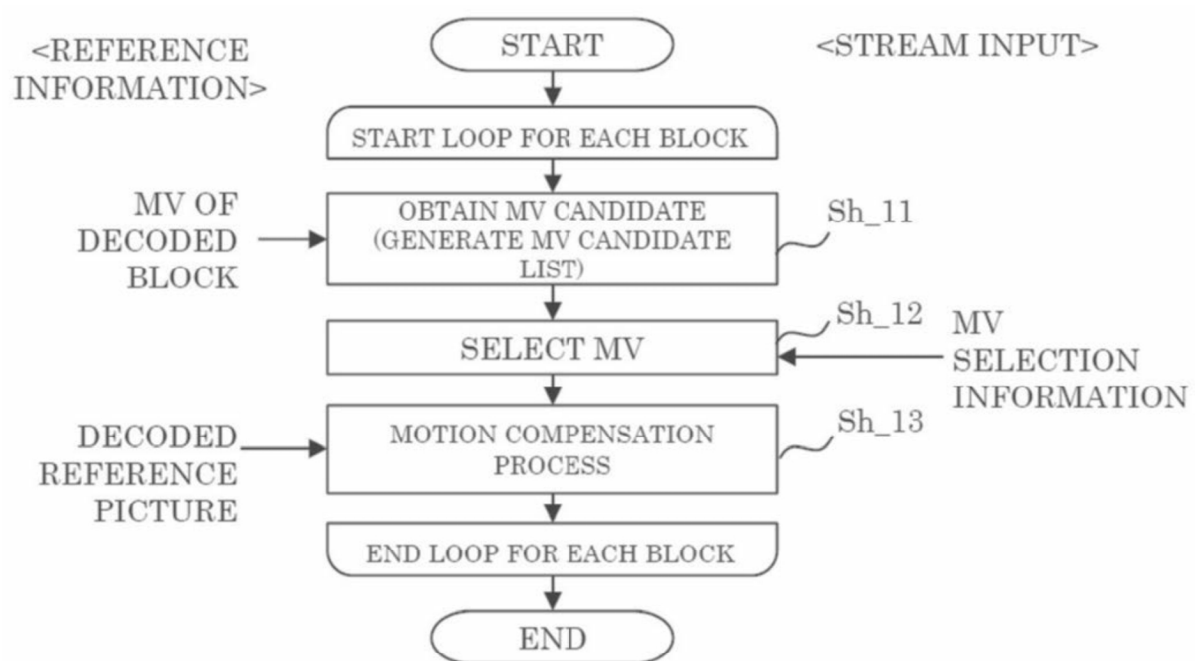 <REFERENCE
INFORMATION>
START
<STREAM INPUT>
START LOOP FOR EACH BLOCK
MV OF
DECODED
BLOCK
OBTAIN MV CANDIDATE
(GENERATE MV CANDIDATE
LIST)
Sh_11
SELECT MV
Sh_12
MV
SELECTION
INFORMATION
DECODED
REFERENCE
PICTURE
MOTION COMPENSATION
PROCESS
Sh_13
END LOOP FOR EACH BLOCK
END